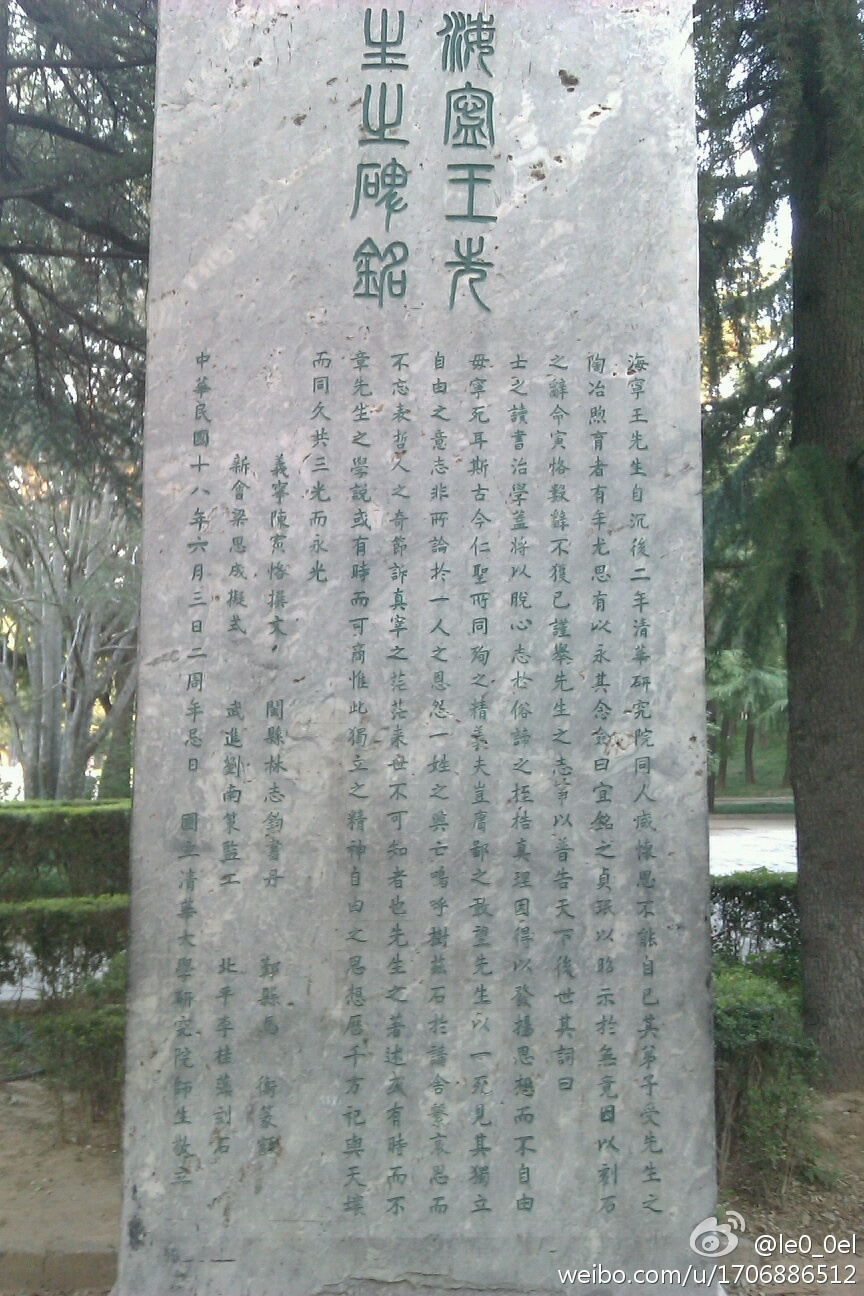 海寧王先
生之碑銘
海寧王先生自沉後二年清華研究院同人咸懷思不能自已其弟子受先生之
陶冶煦育者有年尤思有以永其念僉曰宜銘之貞珉以昭示於無竟因以刻石
之辭命寅恪數辭不獲已謹舉先生之志事以普告天下後世其詞曰
士之讀書治學蓋將以脫心志於俗諦之桎梏真理因得以發揚思想而不自由
毋寧死耳斯古今仁聖所同殉之精義夫豈庸鄙之敢望先生以一死見其獨立
自由之意志非所論於一人之恩怨一姓之興亡嗚呼樹茲石於講舍繫哀思而
不忘表哲人之奇節訴真宰之茫茫來世不可知者也先生之著述或有時而不
章先生之學說或有時而可商惟此獨立之精神自由之思想歷千万祀與天壤
而同久共三光而永光
義寧陳寅恪撰文 閩縣林志鈞書丹 鄞縣馬 衡篆額
新會梁思成擬式 武進劉南策監工 北平李桂藻刻石
中華民國十八年六月三日二周年忌日 國立清華大學研究院師生敬立
@le0_0el
weibo.com/u/1706886512